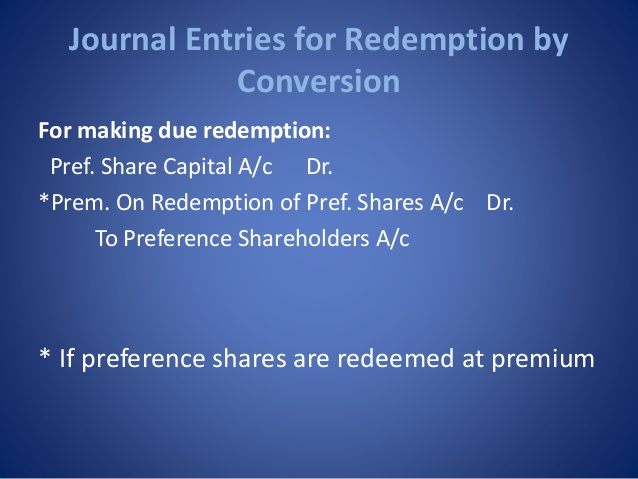 Journal Entries for Redemption by
Conversion
For making due redemption:
Pref. Share Capital A/c Dr.
*Prem. On Redemption of Pref. Shares A/c Dr.
To Preference Shareholders A/c
* If preference shares are redeemed at premium